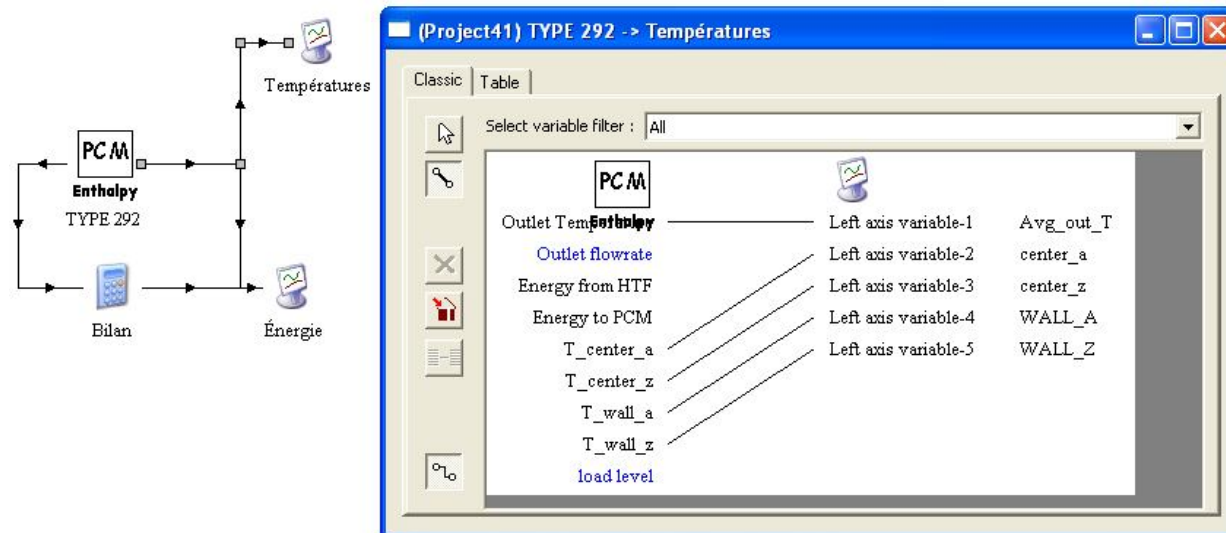 Températures
PCM
Enthalpy
TYPE 292
Bilan
Énergie
(Project41) TYPE 292 -> Températures
Classic Table
Select variable filter : All
PCM
Enthalpy
Outlet Left axis variable-1 Avg_out_T
Outlet flowrate Left axis variable-2 center_a
Energy from HTF Left axis variable-3 center_z
Energy to PCM Left axis variable-4 WALL_A
T_center_a Left axis variable-5 WALL_Z
T_center_z
T_wall_a
T_wall_z
load level